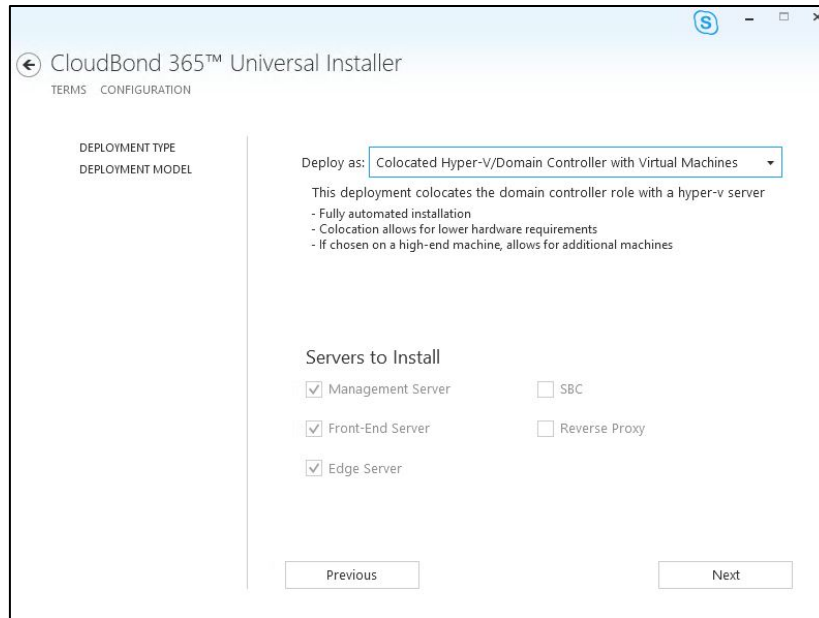 CloudBond 365™ Universal Installer
TERMS CONFIGURATION
DEPLOYMENT TYPE
DEPLOYMENT MODEL
Deploy as: Colocated Hyper-V/Domain Controller with Virtual Machines
This deployment colocates the domain controller role with a hyper-v server
- Fully automated installation
- Colocation allows for lower hardware requirements
- If chosen on a high-end machine, allows for additional machines
Servers to Install
Management Server SBC
Front-End Server Reverse Proxy
Edge Server
Previous Next